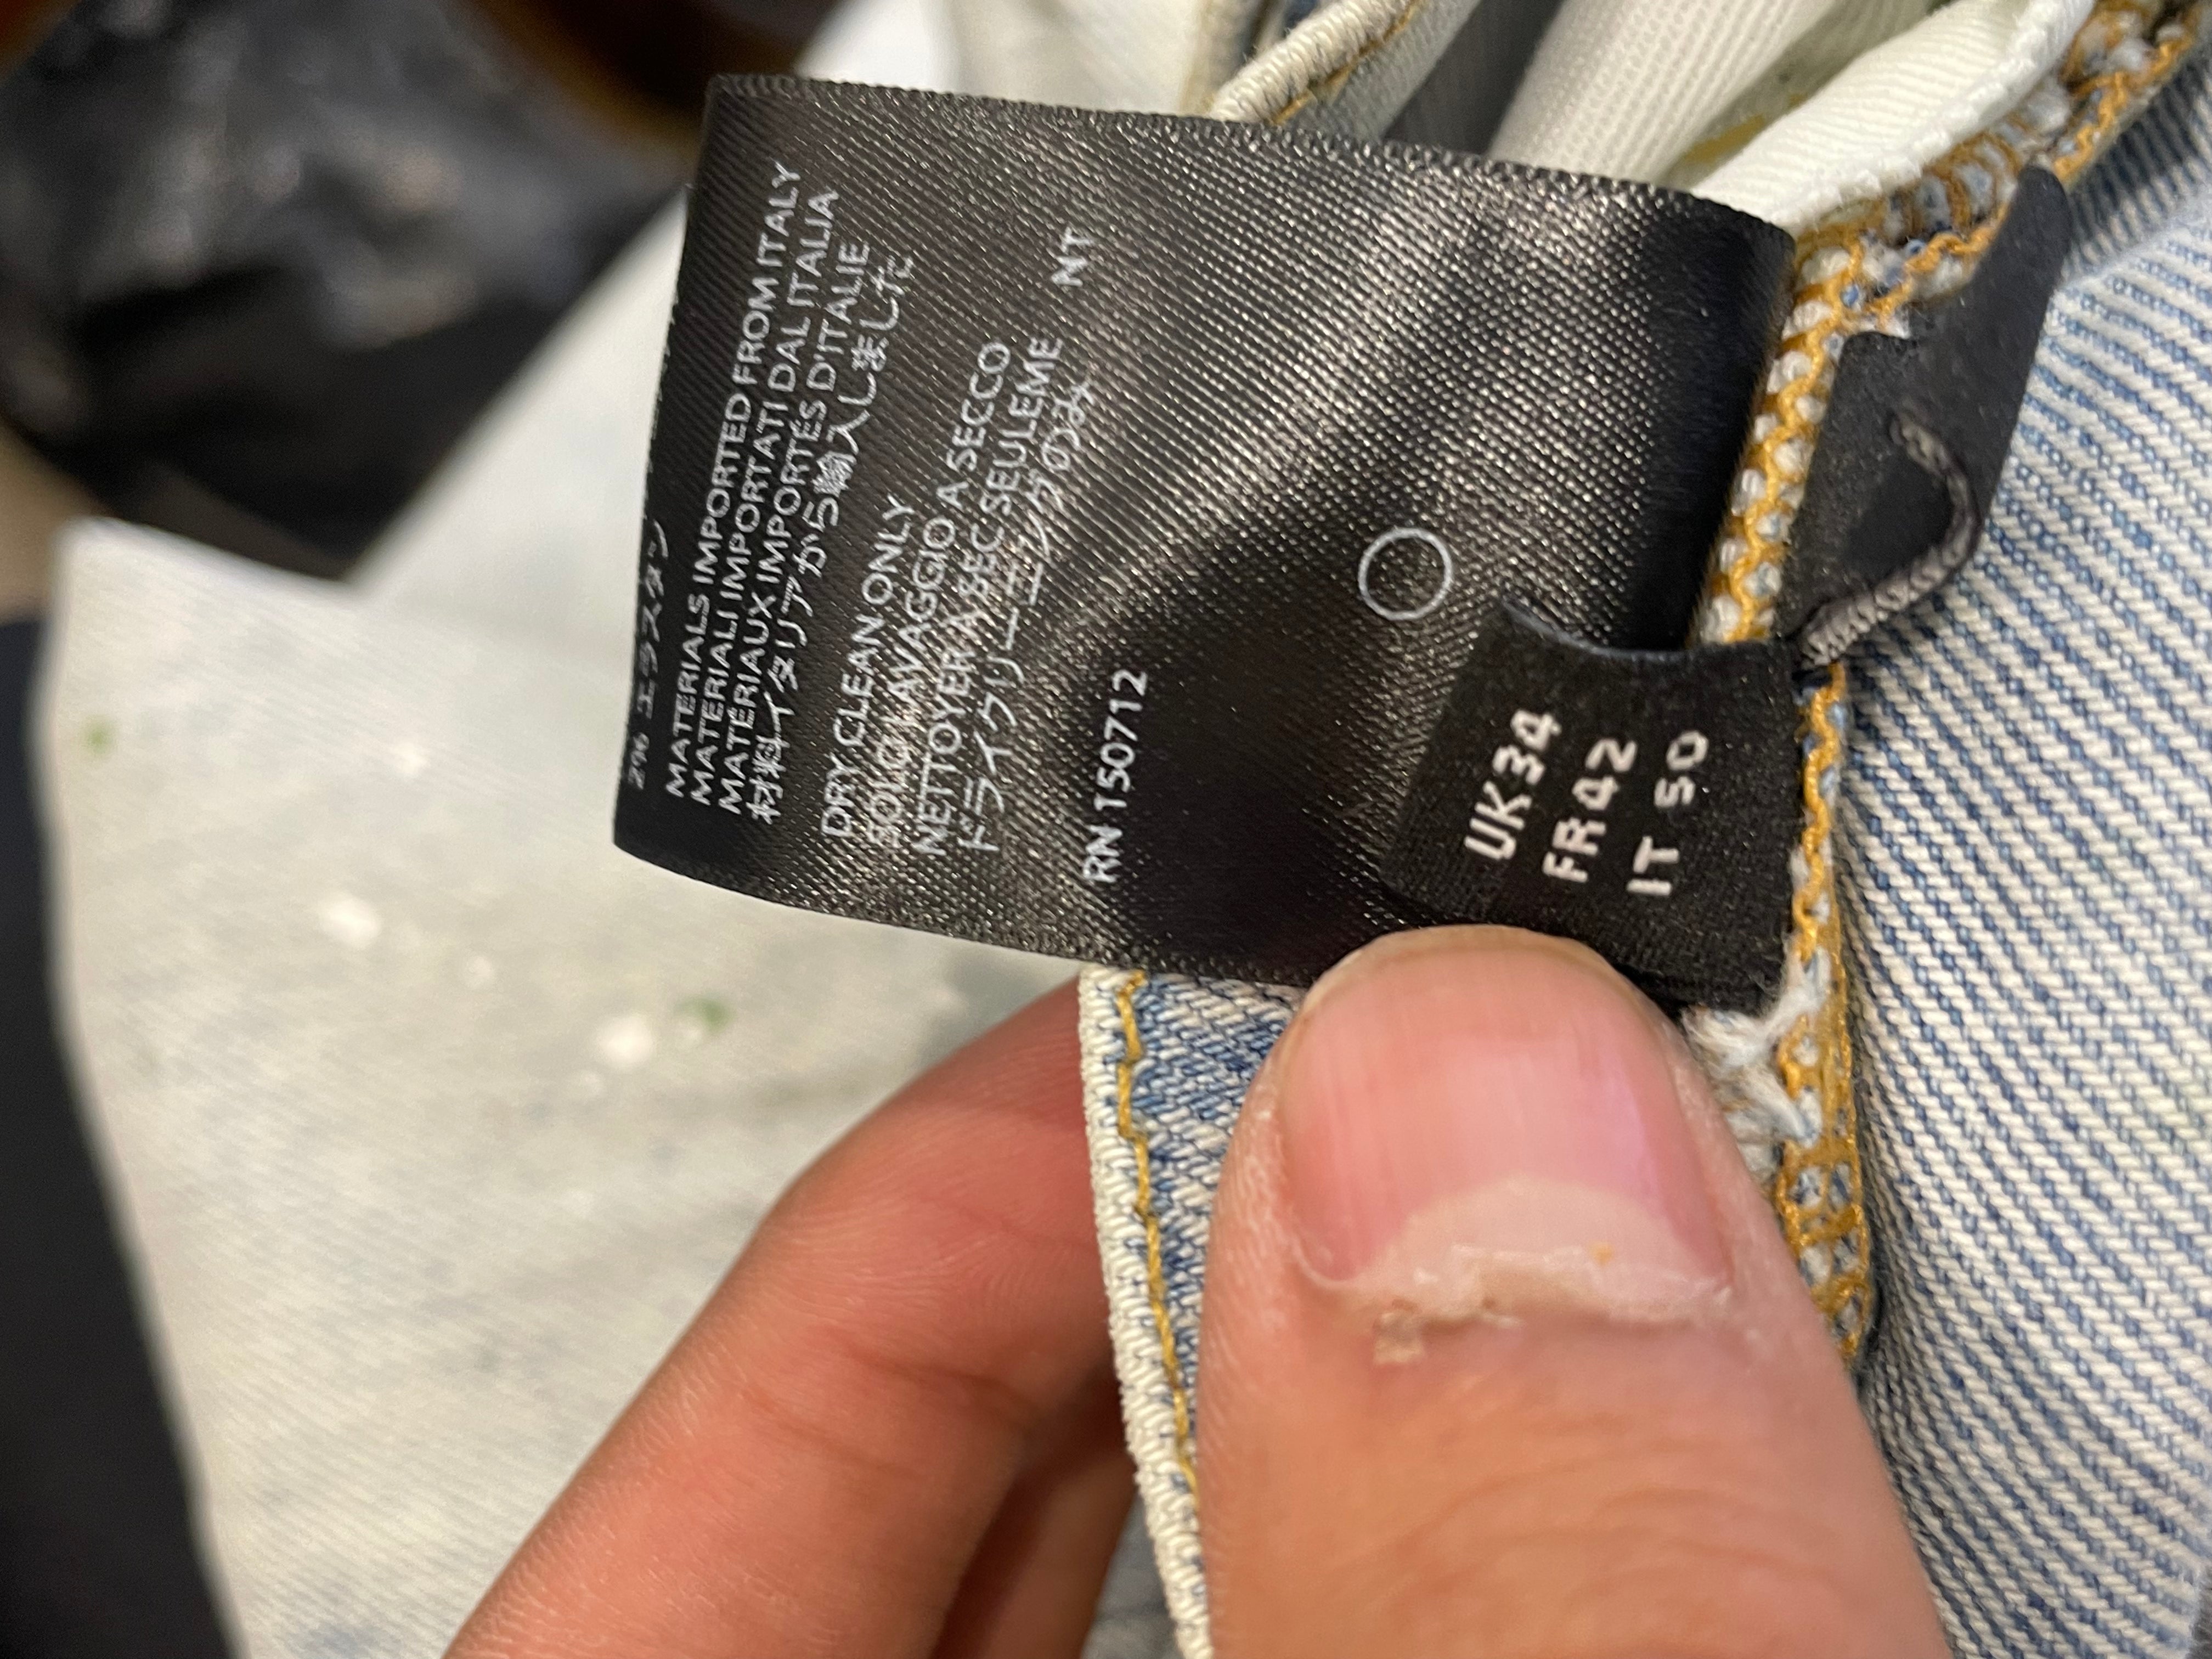 2% エラスタン
MATERIALS IMPORTED FROM ITALY
MATERIALI IMPORTATI DAL ITALIA
MATERIAUX IMPORTÉS D'ITALIE
材料イタリアから輸入しました
DRY CLEAN ONLY
SOLO LAVAGGIO A SECCO
NETTOYER A SEC SEULEME NT
ドライクリーニングのみ
RN 150712
UK34
FR42
IT 50